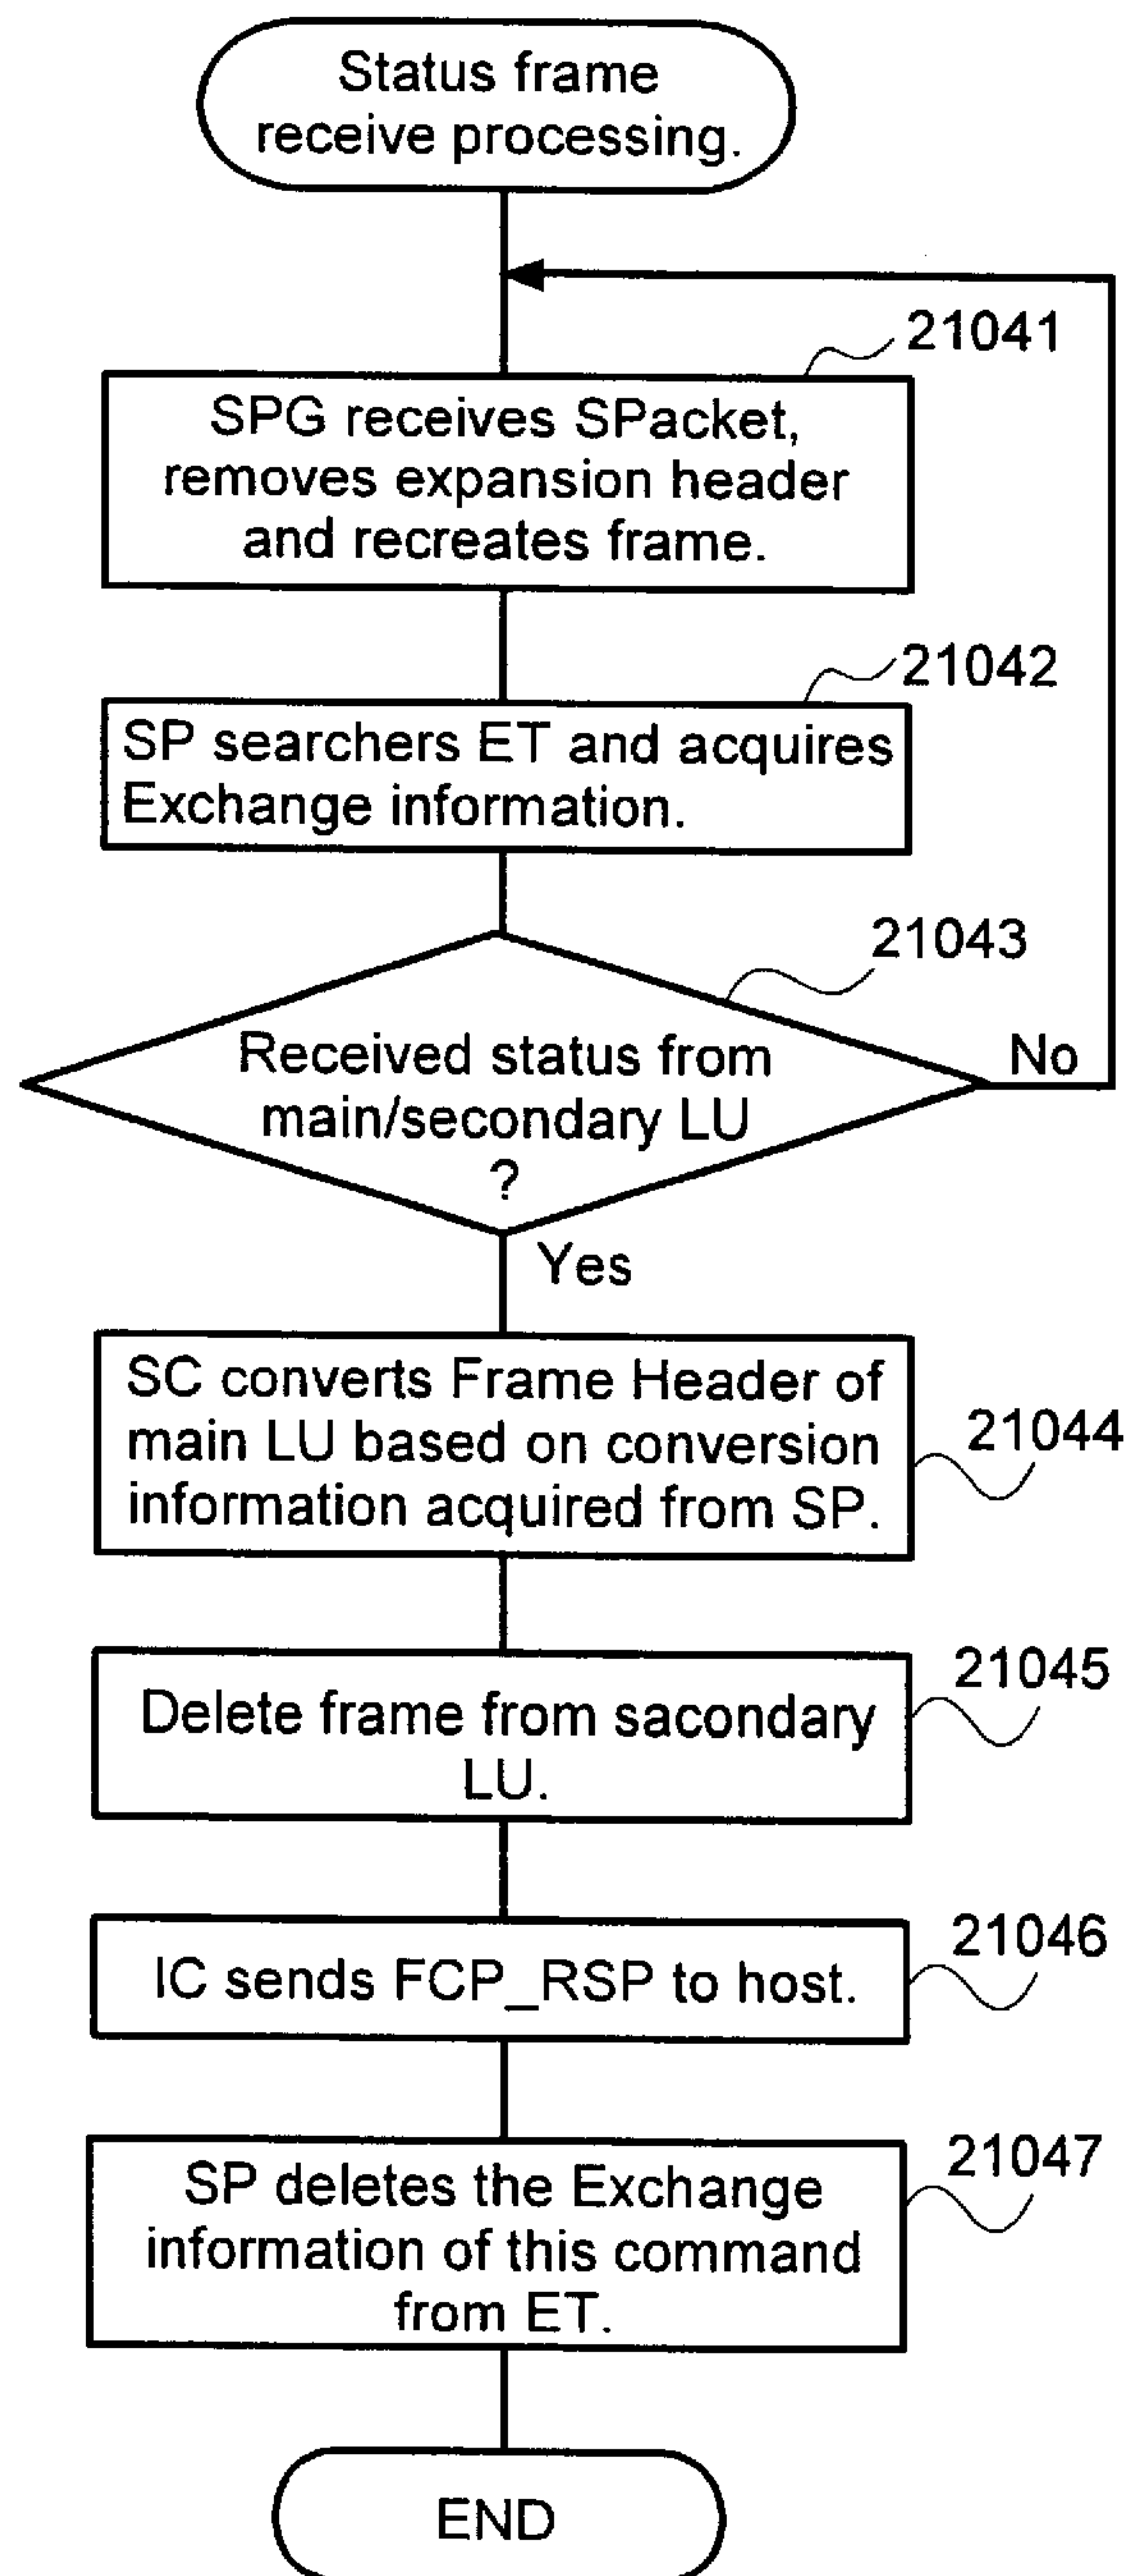 Status frame
receive processing.
21041
SPG receives SPacket,
removes expansion header
and recreates frame.
21042
SP searchers ET and acquires
Exchange information.
21043
Received status from
main/secondary LU
?
No
Yes
SC converts Frame Header of
main LU based on conversion
information acquired from SP.
21044
21045
Delete frame from sacondary
LU.
21046
IC sends FCP_RSP to host.
21047
SP deletes the Exchange
information of this command
from ET.
END